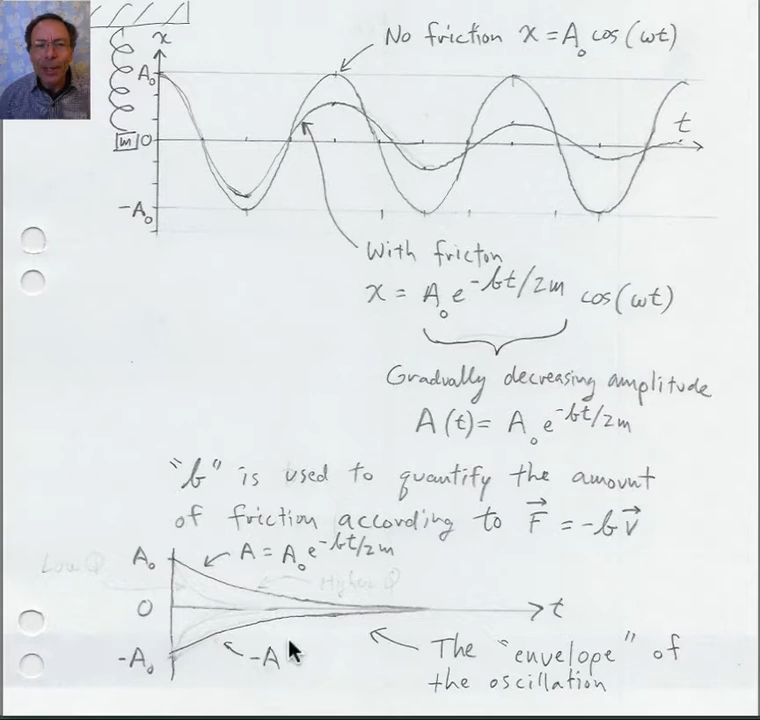 No friction x = A₀ cos(ωt)
x
A₀
t
m
0
-A₀
With fricton
x = A₀ e^-bt/2m cos(ωt)
Gradually decreasing amplitude
A(t) = A₀ e^-bt/2m
"b" is used to quantify the amount
of friction according to F⃗ = -b v⃗
A₀
A = A₀ e^-bt/2m
Low Q
Higher Q
0
t
-A₀
-A
The "envelope" of
the oscillation